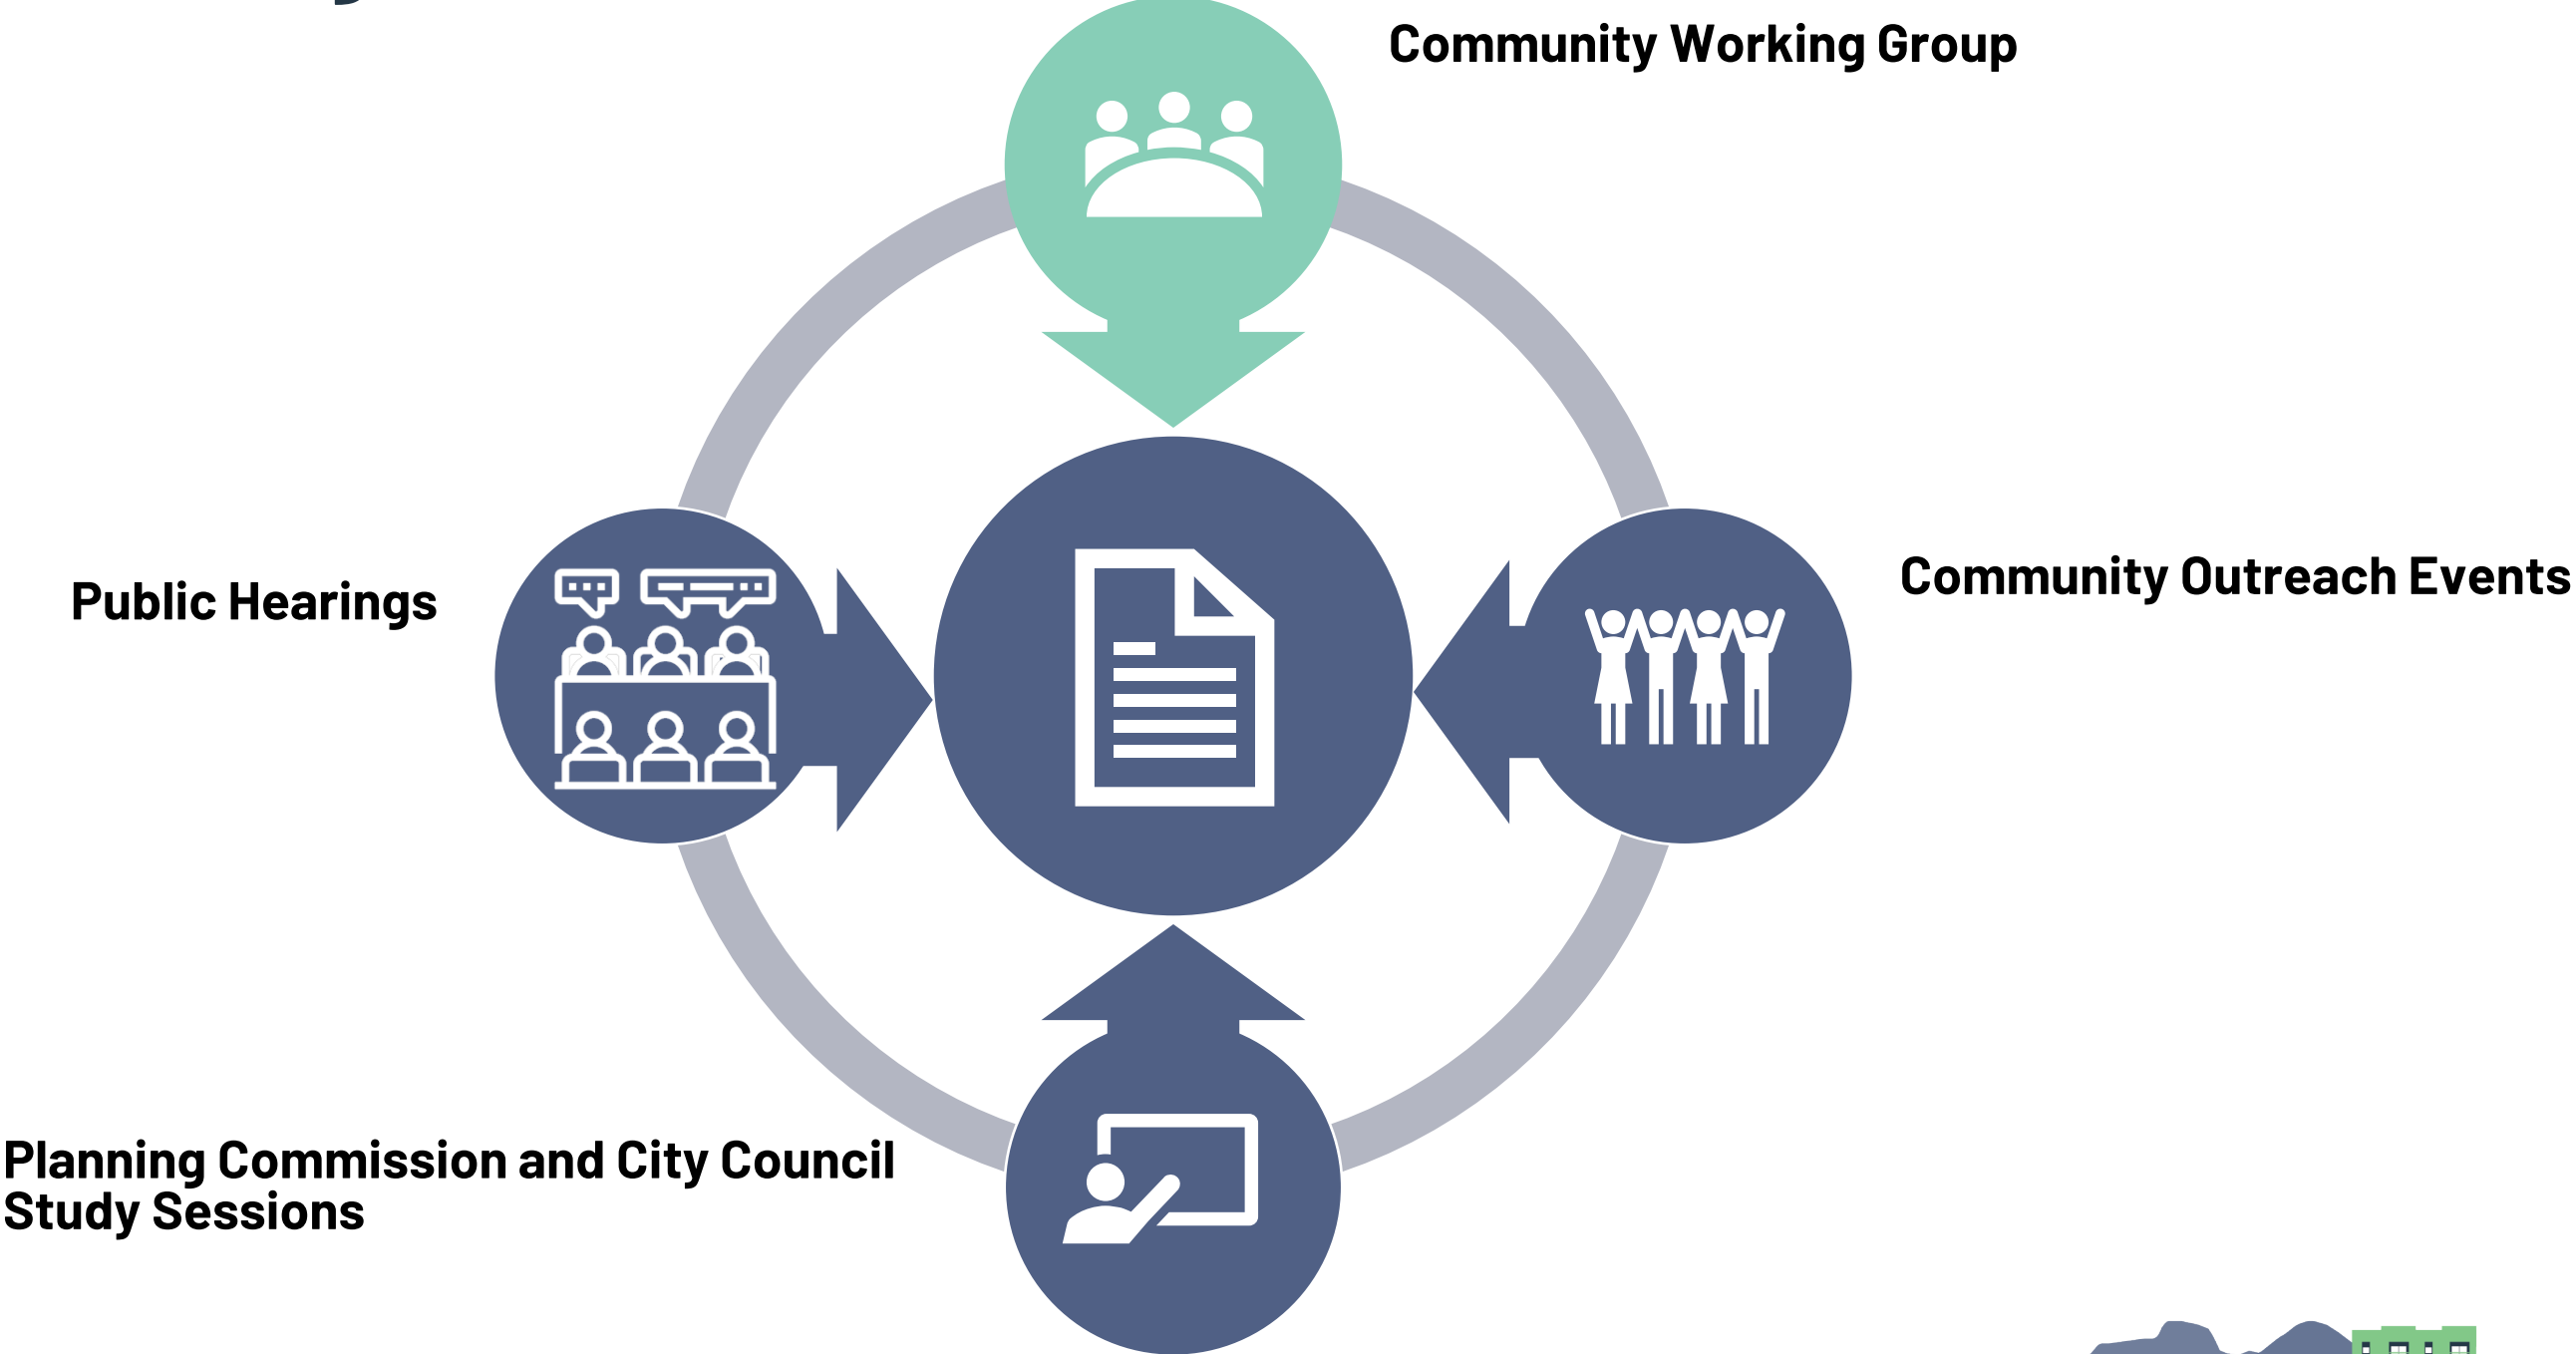 Community Working Group
Community Outreach Events
Public Hearings
Planning Commission and City Council
Study Sessions